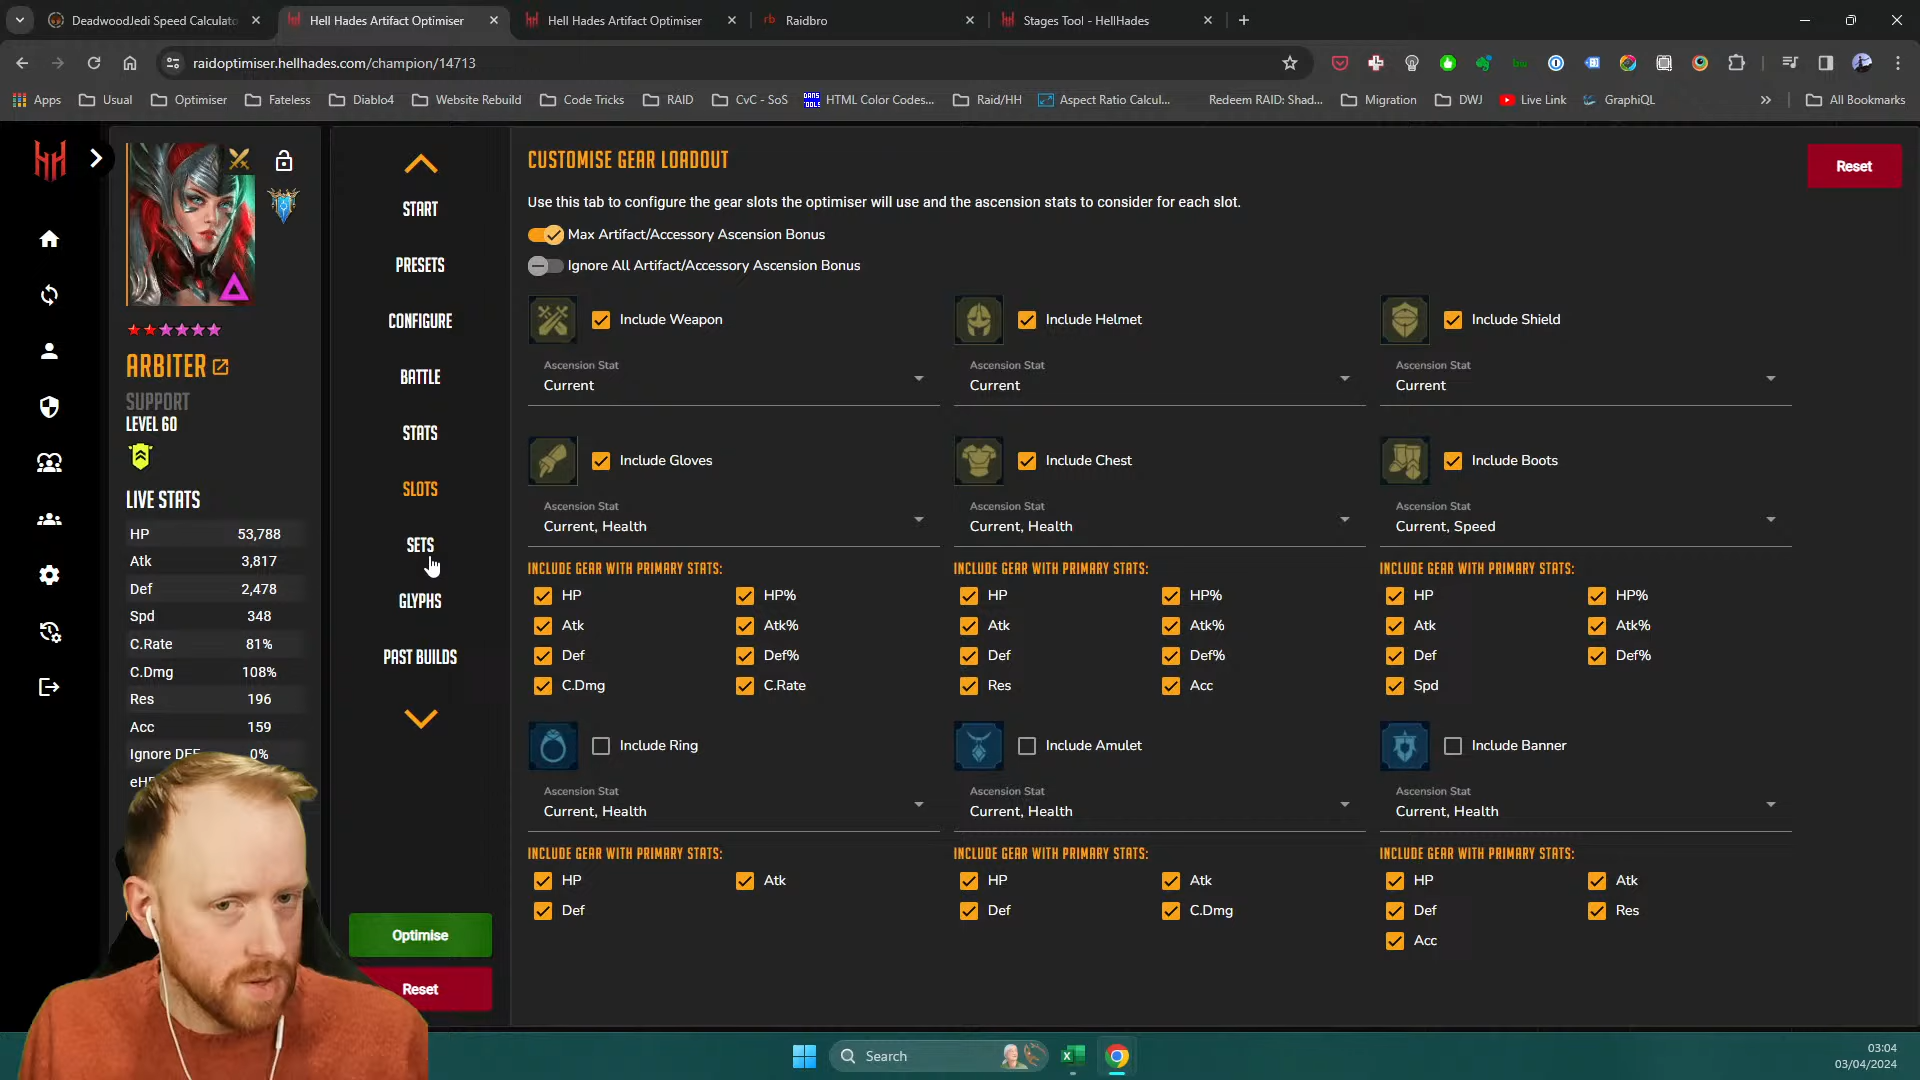 DeadwoodJedi Speed Calculato
Hell Hades Artifact Optimiser
Hell Hades Artifact Optimiser
rb Raidbro
Stages Tool - HellHades
raidoptimiser.hellhades.com/champion/14713
Apps
Usual
Optimiser
Fateless
Diablo4
Website Rebuild
Code Tricks
RAID
CvC - SoS
HTML Color Codes...
Raid/HH
Aspect Ratio Calcul...
Redeem RAID: Shad...
Migration
DWJ
Live Link
GraphiQL
All Bookmarks
ARBITER
SUPPORT
LEVEL 60
LIVE STATS
HP 53,788
Atk 3,817
Def 2,478
Spd 348
C.Rate 81%
C.Dmg 108%
Res 196
Acc 159
Ignore DEF 0%
START
PRESETS
CONFIGURE
BATTLE
STATS
SLOTS
SETS
GLYPHS
PAST BUILDS
Optimise
Reset
CUSTOMISE GEAR LOADOUT
Reset
Use this tab to configure the gear slots the optimiser will use and the ascension stats to consider for each slot.
Max Artifact/Accessory Ascension Bonus
Ignore All Artifact/Accessory Ascension Bonus
Include Weapon
Ascension Stat
Current
Include Helmet
Ascension Stat
Current
Include Shield
Ascension Stat
Current
Include Gloves
Ascension Stat
Current, Health
INCLUDE GEAR WITH PRIMARY STATS:
HP HP%
Atk Atk%
Def Def%
C.Dmg C.Rate
Include Chest
Ascension Stat
Current, Health
INCLUDE GEAR WITH PRIMARY STATS:
HP HP%
Atk Atk%
Def Def%
Res Acc
Include Boots
Ascension Stat
Current, Speed
INCLUDE GEAR WITH PRIMARY STATS:
HP HP%
Atk Atk%
Def Def%
Spd
Include Ring
Ascension Stat
Current, Health
INCLUDE GEAR WITH PRIMARY STATS:
HP Atk
Def
Include Amulet
Ascension Stat
Current, Health
INCLUDE GEAR WITH PRIMARY STATS:
HP Atk
Def C.Dmg
Include Banner
Ascension Stat
Current, Health
INCLUDE GEAR WITH PRIMARY STATS:
HP Atk
Def Res
Acc
Search
03:04
03/04/2024